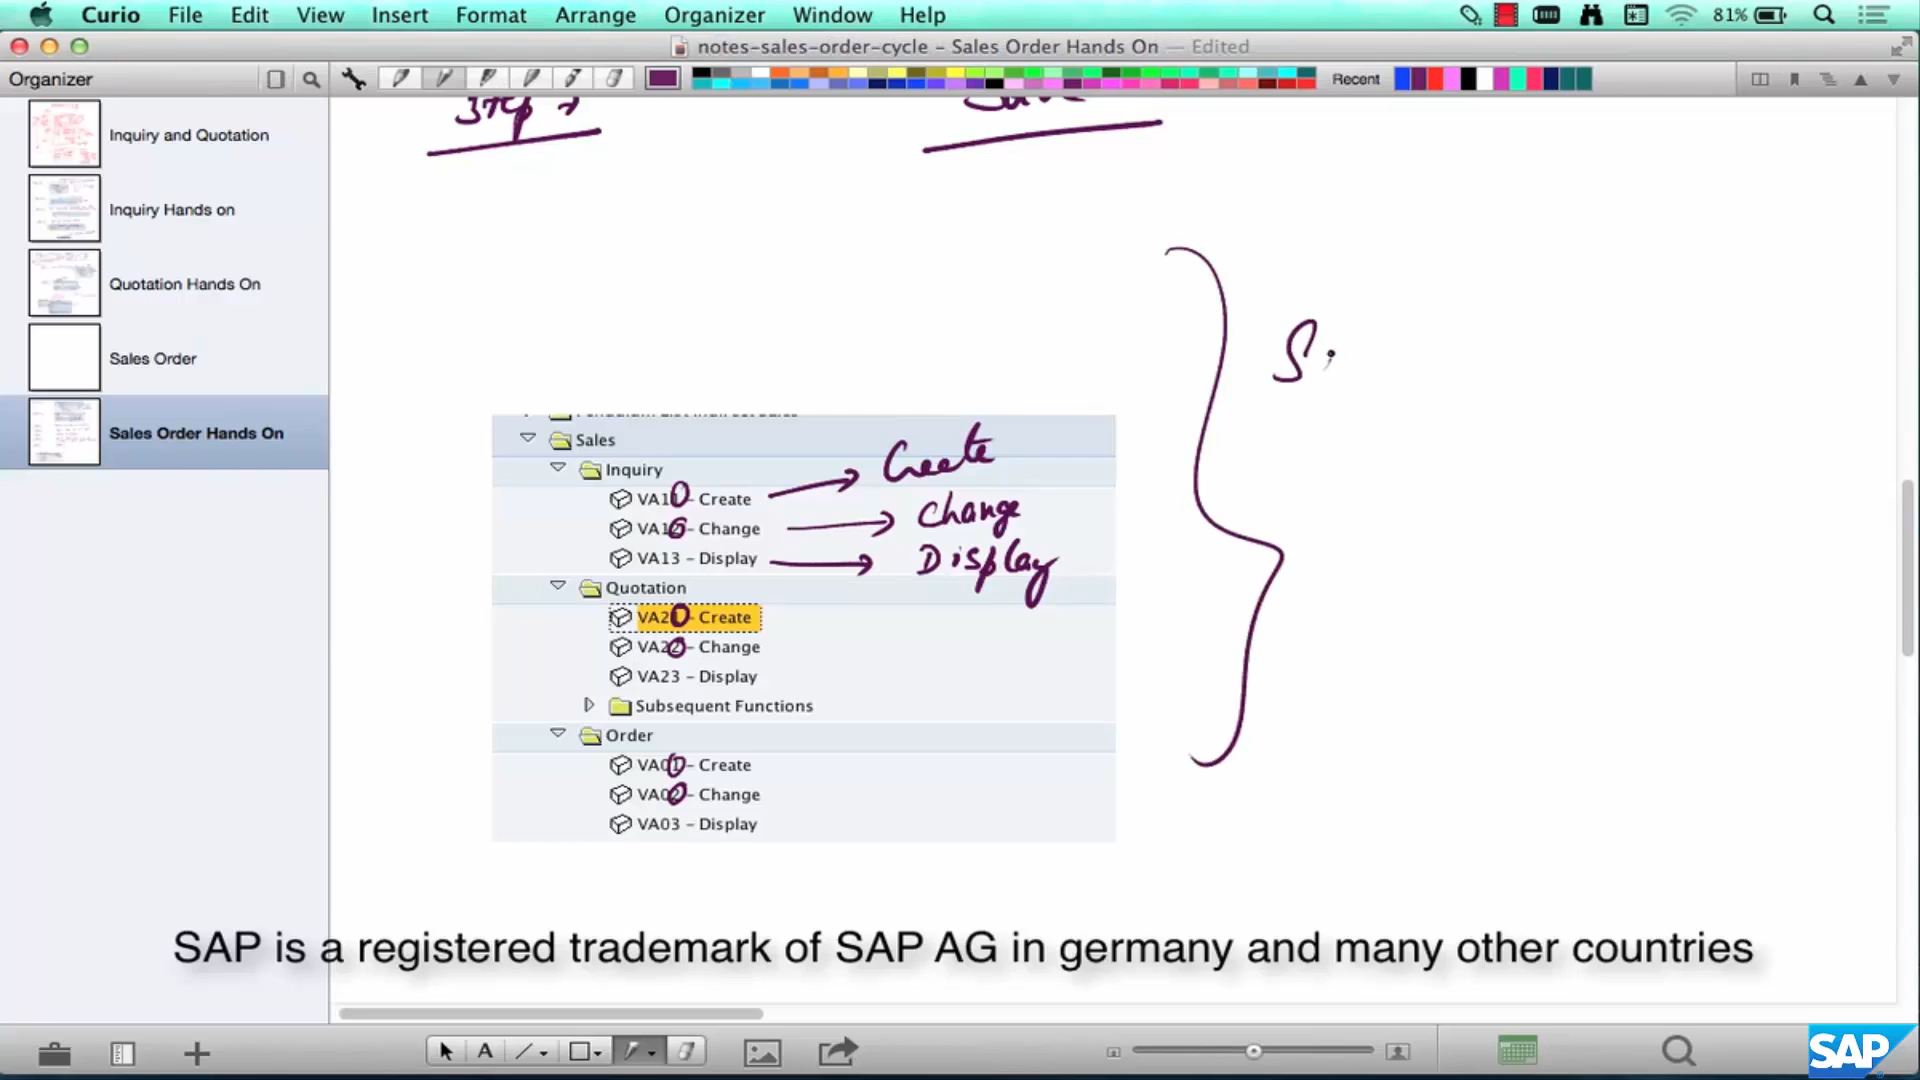 Curio File Edit View Insert Format Arrange Organizer Window Help 81%
notes-sales-order-cycle – Sales Order Hands On — Edited
Organizer
Recent
Step
Inquiry and Quotation
Inquiry Hands on
Quotation Hands On
Sales Order
Sales Order Hands On
S
Sales
Inquiry
VA11 – Create Create
VA12 – Change Change
VA13 – Display Display
Quotation
VA21 – Create
VA22 – Change
VA23 – Display
Subsequent Functions
Order
VA01 – Create
VA02 – Change
VA03 – Display
SAP is a registered trademark of SAP AG in germany and many other countries
A
SAP